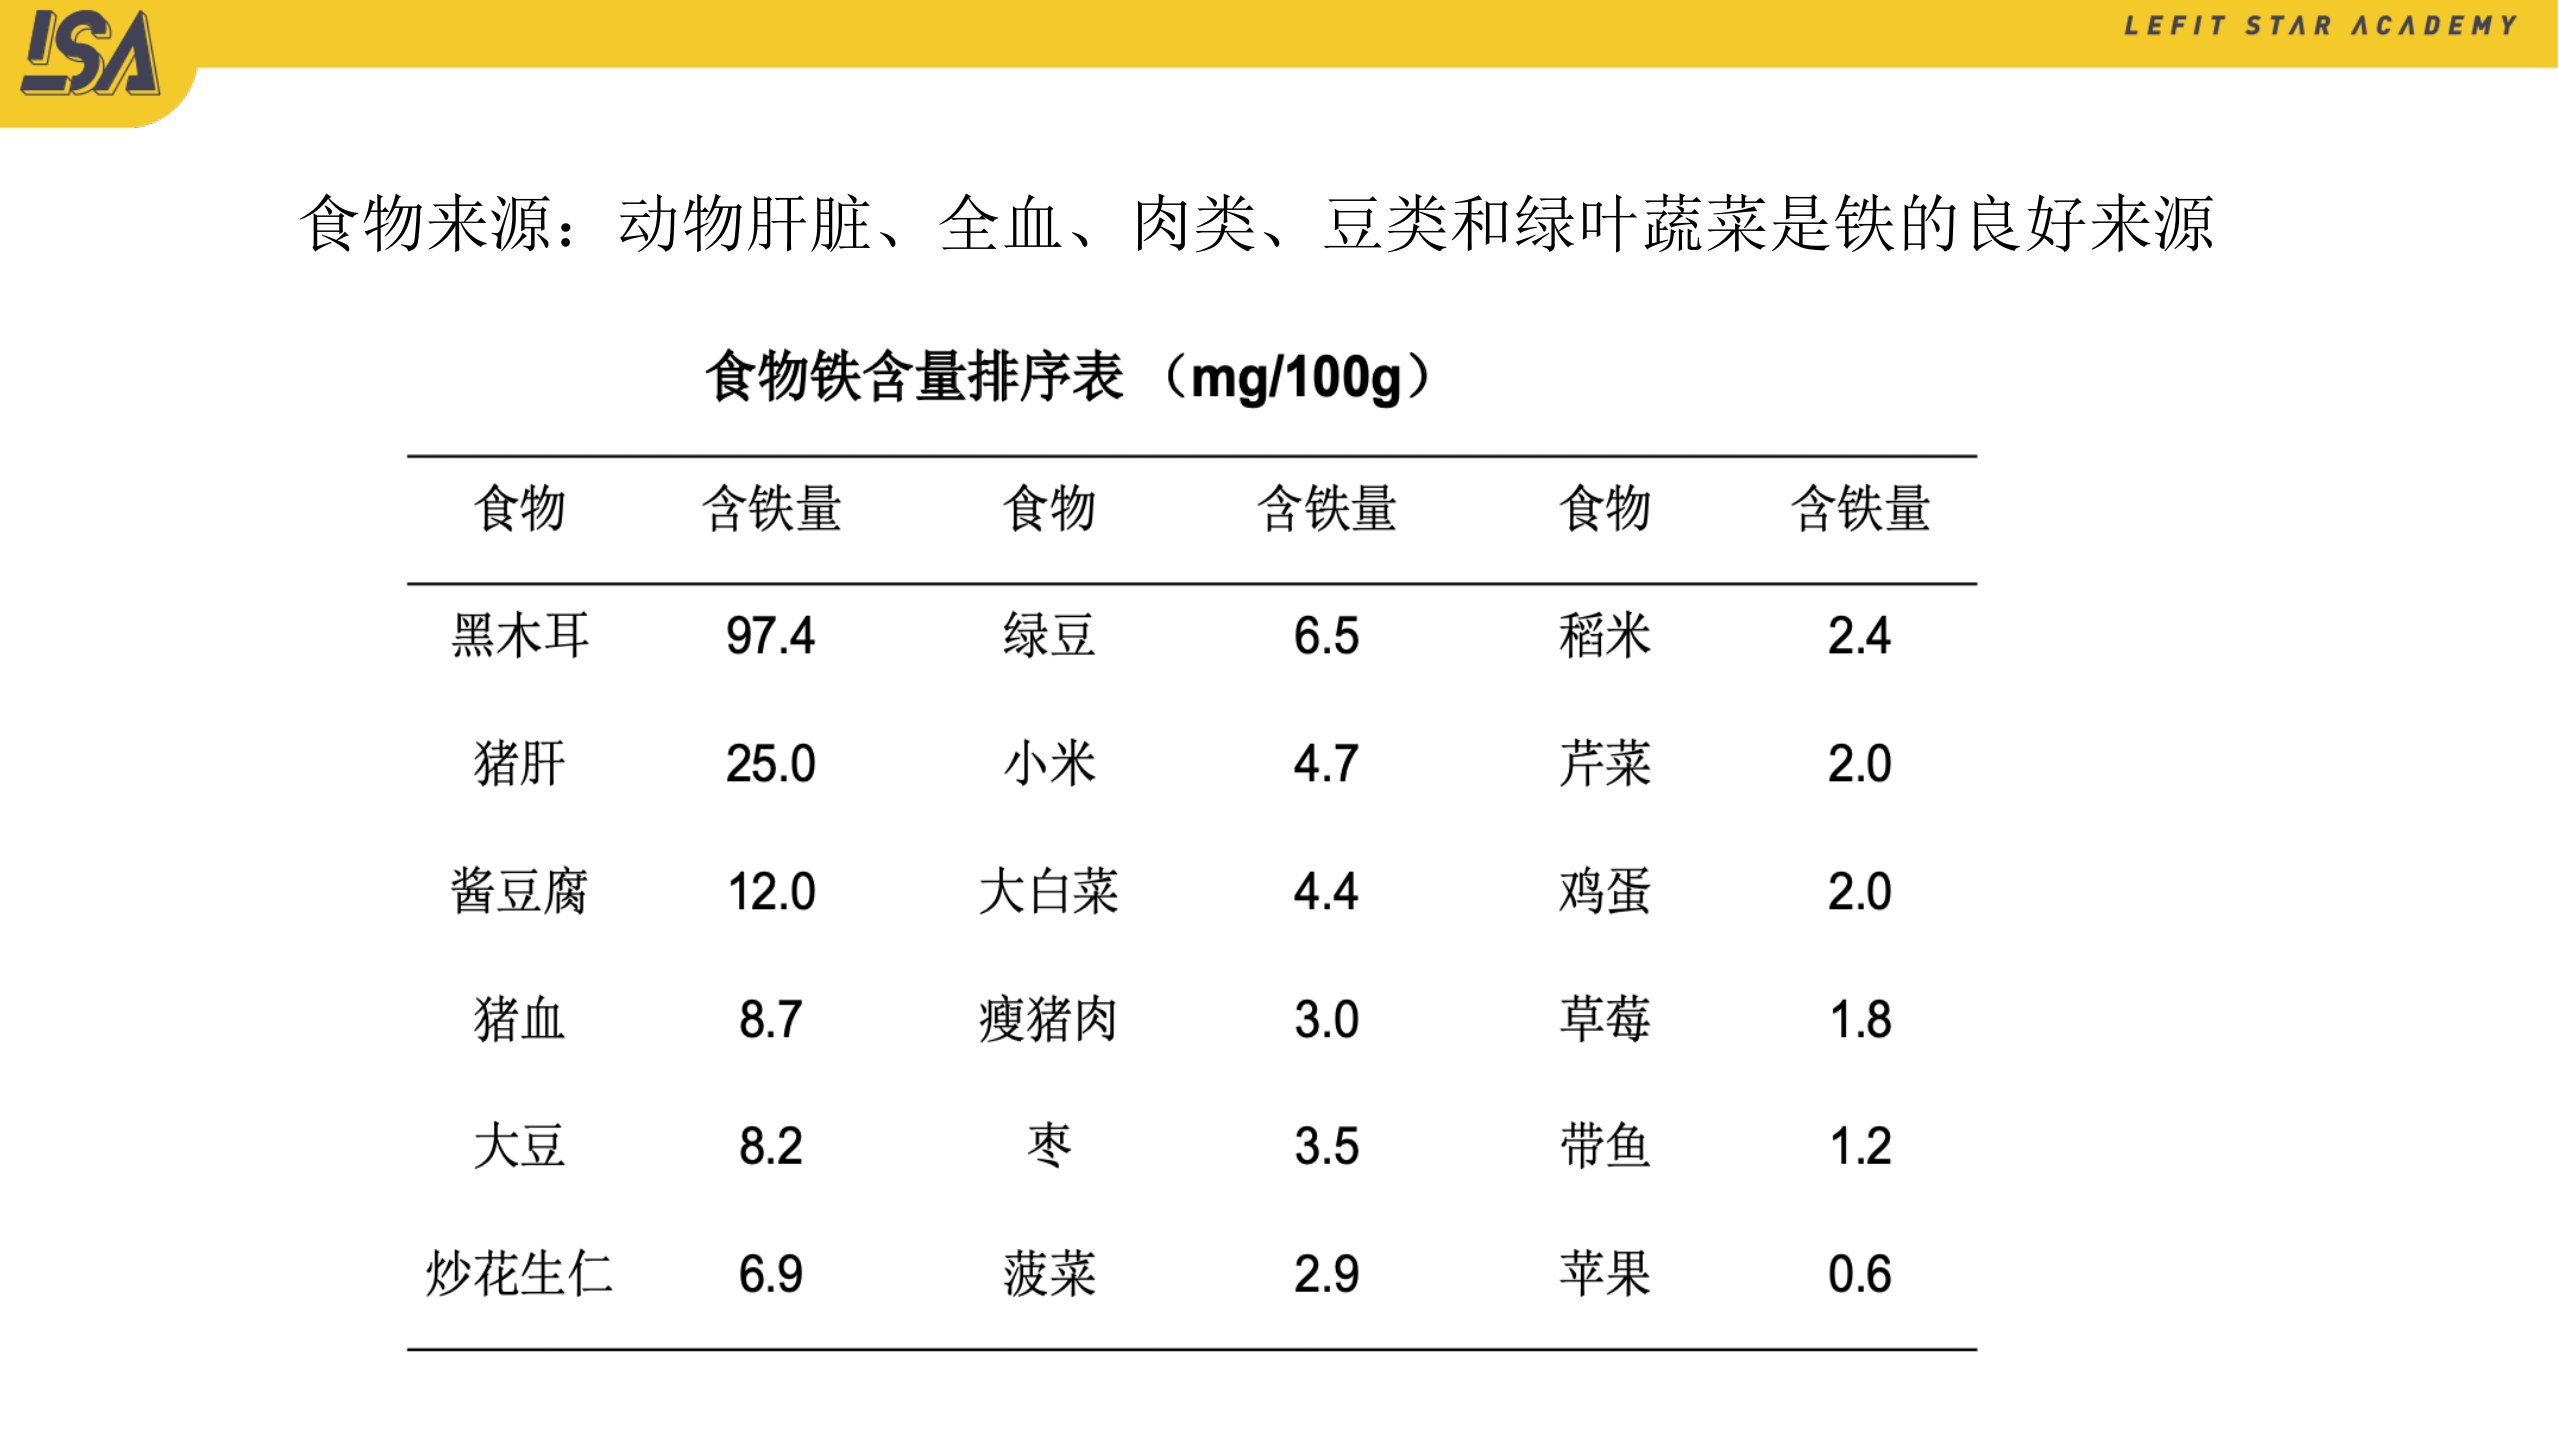 LSA
LEFIT STAR ACADEMY
食物来源：动物肝脏、全血、肉类、豆类和绿叶蔬菜是铁的良好来源
食物铁含量排序表 （mg/100g）
食物 含铁量 食物 含铁量 食物 含铁量
黑木耳 97.4 绿豆 6.5 稻米 2.4
猪肝 25.0 小米 4.7 芹菜 2.0
酱豆腐 12.0 大白菜 4.4 鸡蛋 2.0
猪血 8.7 瘦猪肉 3.0 草莓 1.8
大豆 8.2 枣 3.5 带鱼 1.2
炒花生仁 6.9 菠菜 2.9 苹果 0.6